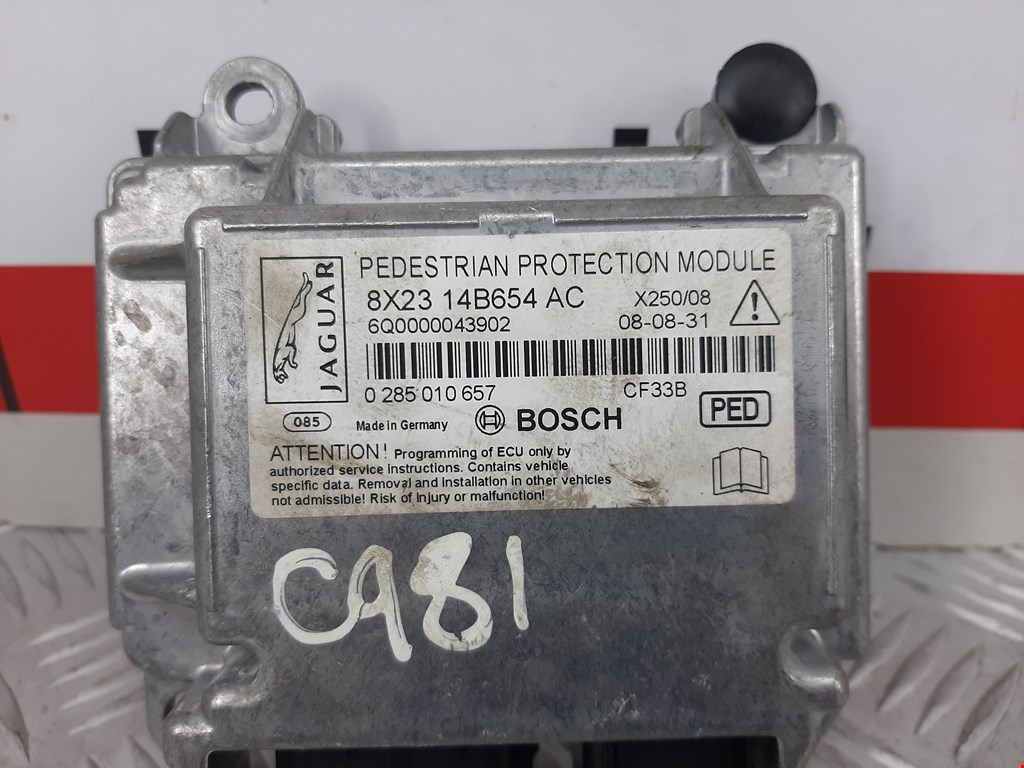 JAGUAR
PEDESTRIAN PROTECTION MODULE
8X23 14B654 AC
X250/08
6Q0000043902
08-08-31
0 285 010 657
CF33B
085
Made in Germany
BOSCH
PED
ATTENTION! Programming of ECU only by
authorized service instructions. Contains vehicle
specific data. Removal and installation in other vehicles
not admissible! Risk of injury or malfunction!
CA81